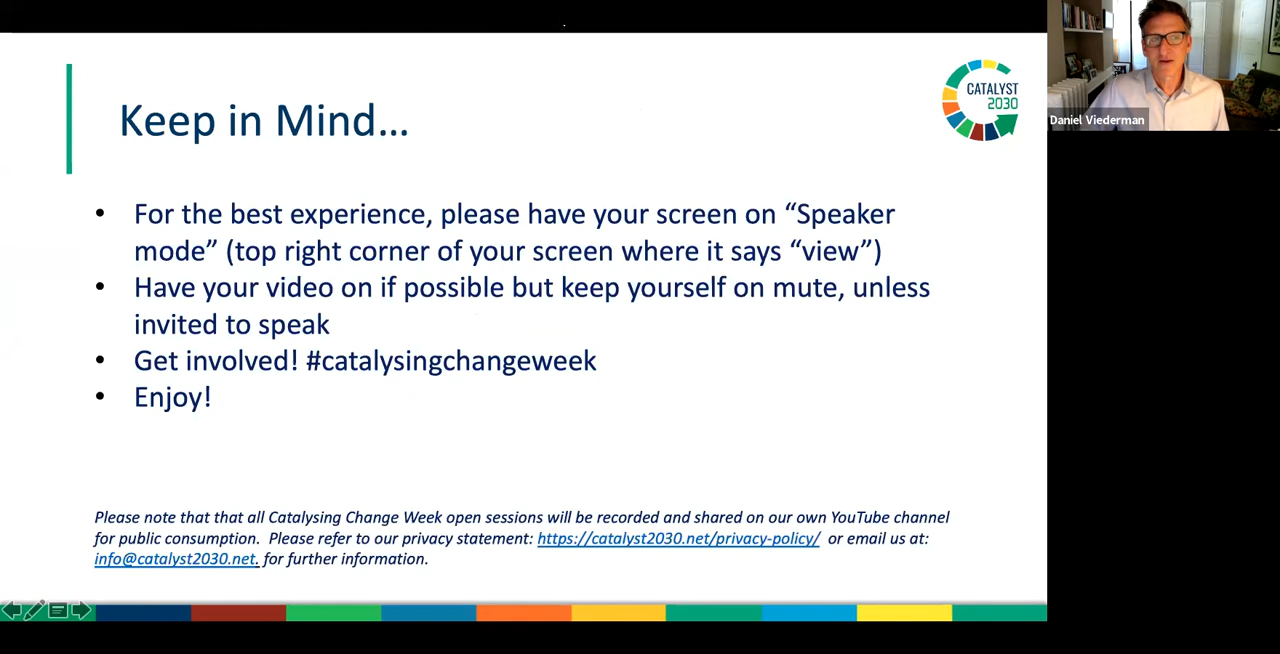 Keep in Mind...
CATALYST
2030
Daniel Viederman
• For the best experience, please have your screen on “Speaker
mode” (top right corner of your screen where it says “view”)
• Have your video on if possible but keep yourself on mute, unless
invited to speak
• Get involved! #catalysingchangeweek
• Enjoy!
Please note that that all Catalysing Change Week open sessions will be recorded and shared on our own YouTube channel
for public consumption. Please refer to our privacy statement: https://catalyst2030.net/privacy-policy/ or email us at:
info@catalyst2030.net. for further information.